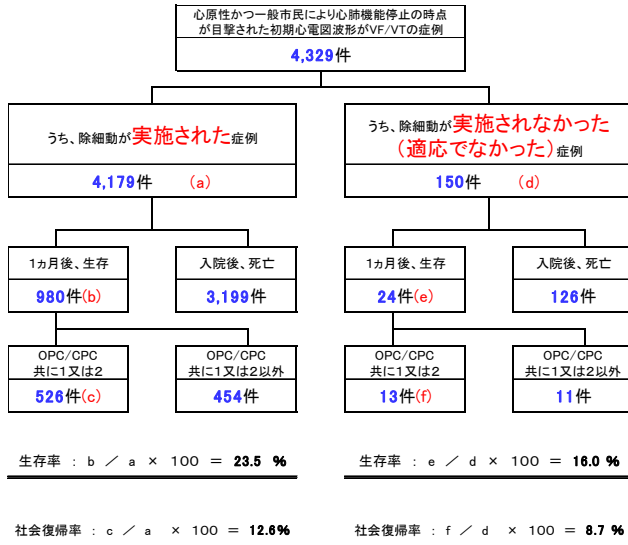 心原性かつ一般市民により心肺機能停止の時点
が目撃された初期心電図波形がVF/VTの症例
4,329件
うち、除細動が実施された症例
4,179件 (a)
うち、除細動が実施されなかった
(適応でなかった)症例
150件 (d)
1ヵ月後、生存
980件(b)
入院後、死亡
3,199件
1ヵ月後、生存
24件(e)
入院後、死亡
126件
OPC/CPC
共に1又は2
526件(c)
OPC/CPC
共に1又は2以外
454件
OPC/CPC
共に1又は2
13件(f)
OPC/CPC
共に1又は2以外
11件
生存率 : b / a × 100 = 23.5 %
生存率 : e / d × 100 = 16.0 %
社会復帰率 : c / a × 100 = 12.6%
社会復帰率 : f / d × 100 = 8.7 %